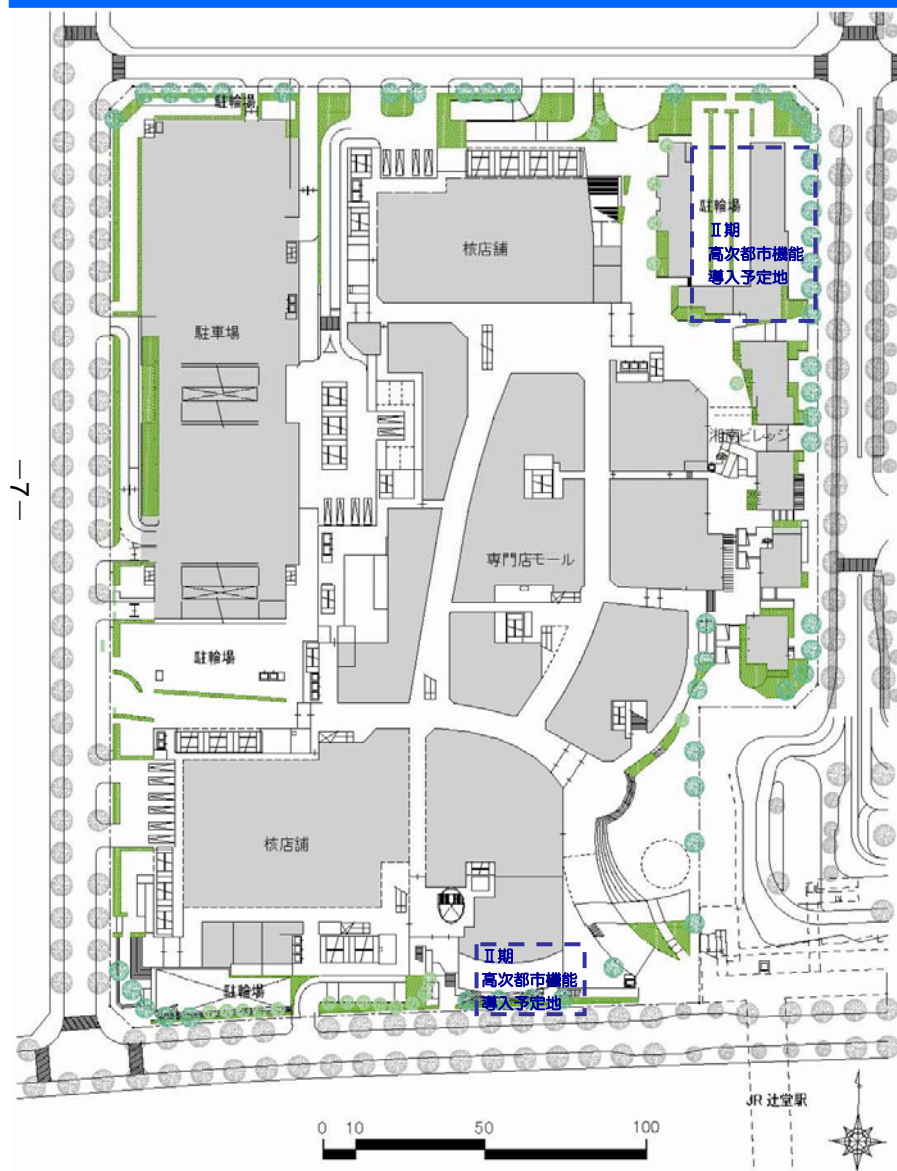 駐輪場
駐輪場
Ⅱ期
高次都市機能
導入予定地
核店舗
駐車場
湘南ビレッジ
専門店モール
－7－
駐輪場
核店舗
Ⅱ期
高次都市機能
導入予定地
駐輪場
JR 辻堂駅
0 10 50 100